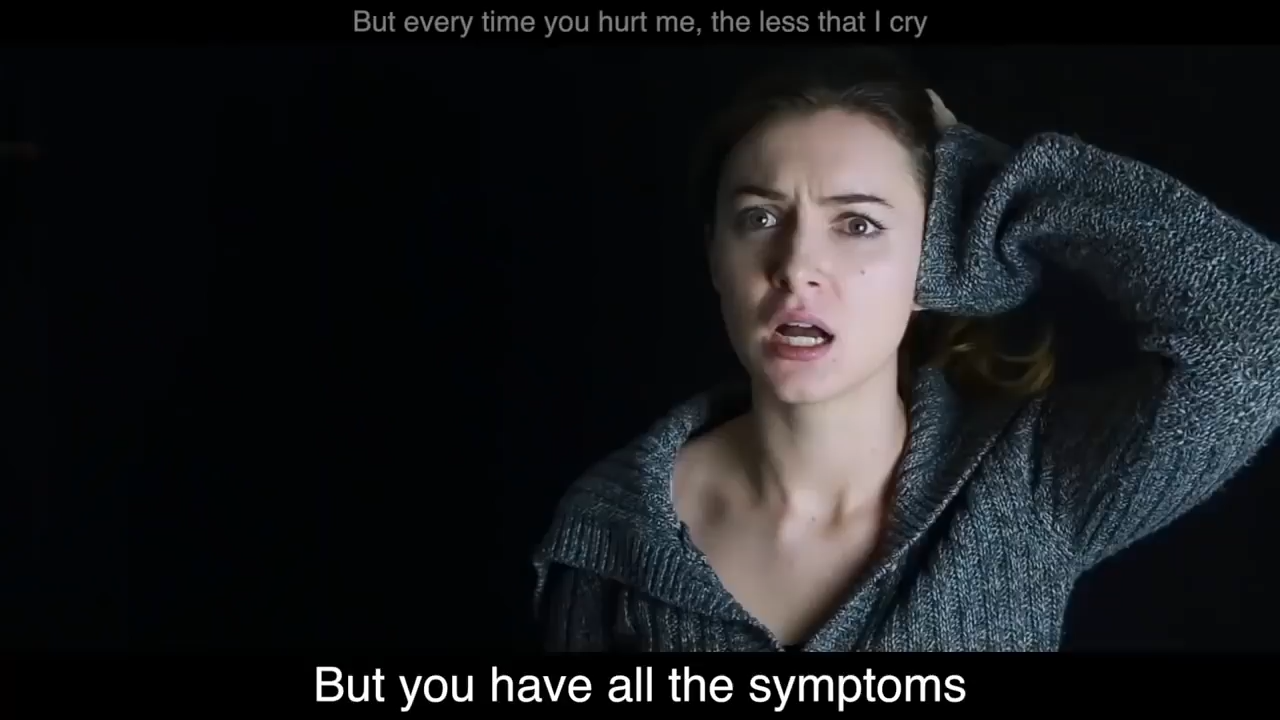 But every time you hurt me, the less that I cry
But you have all the symptoms